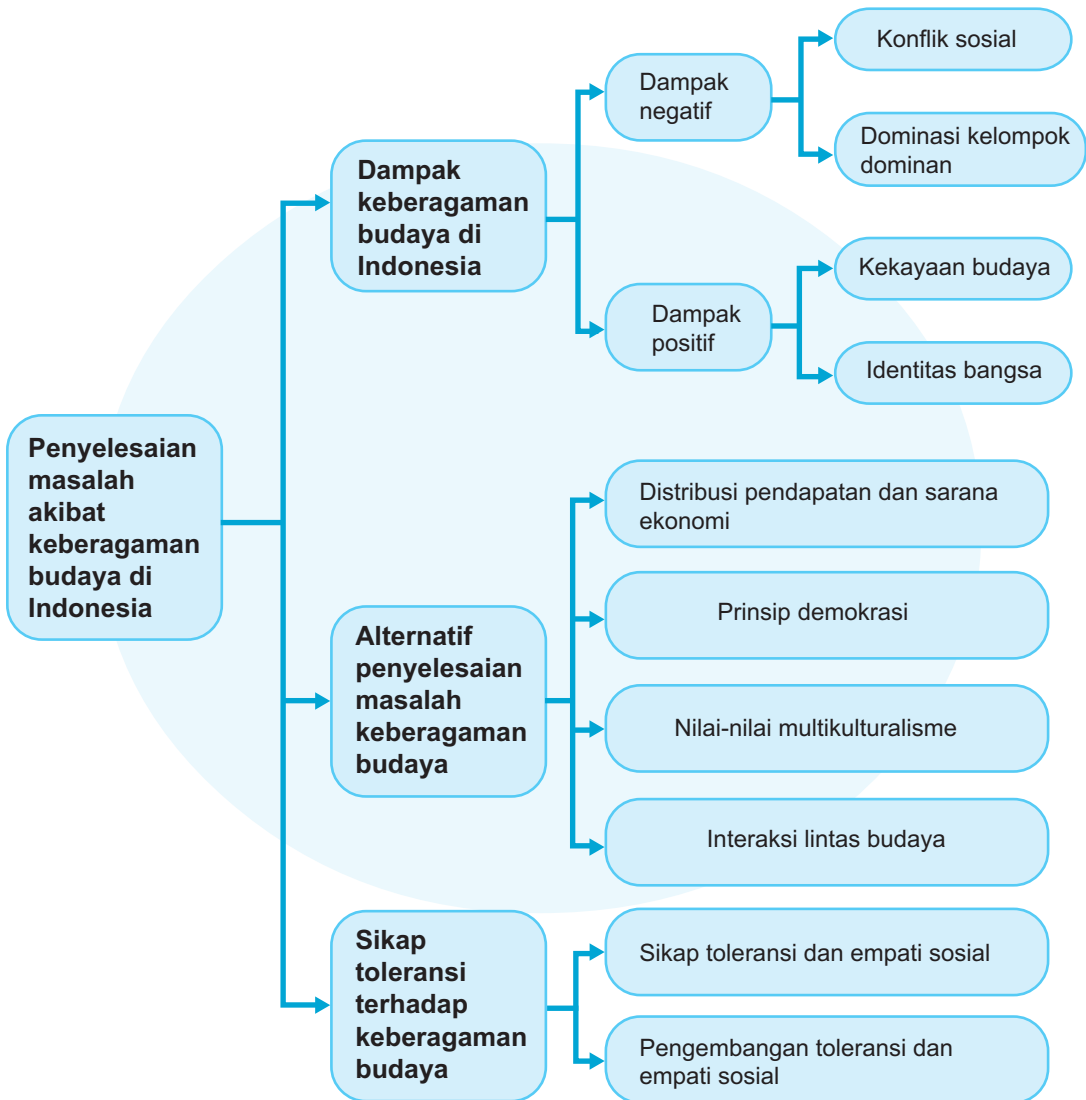 Penyelesaian
masalah
akibat
keberagaman
budaya di
Indonesia
Dampak
keberagaman
budaya di
Indonesia
Dampak
negatif
Konflik sosial
Dominasi kelompok
dominan
Dampak
positif
Kekayaan budaya
Identitas bangsa
Alternatif
penyelesaian
masalah
keberagaman
budaya
Distribusi pendapatan dan sarana
ekonomi
Prinsip demokrasi
Nilai-nilai multikulturalisme
Interaksi lintas budaya
Sikap
toleransi
terhadap
keberagaman
budaya
Sikap toleransi dan empati sosial
Pengembangan toleransi dan
empati sosial